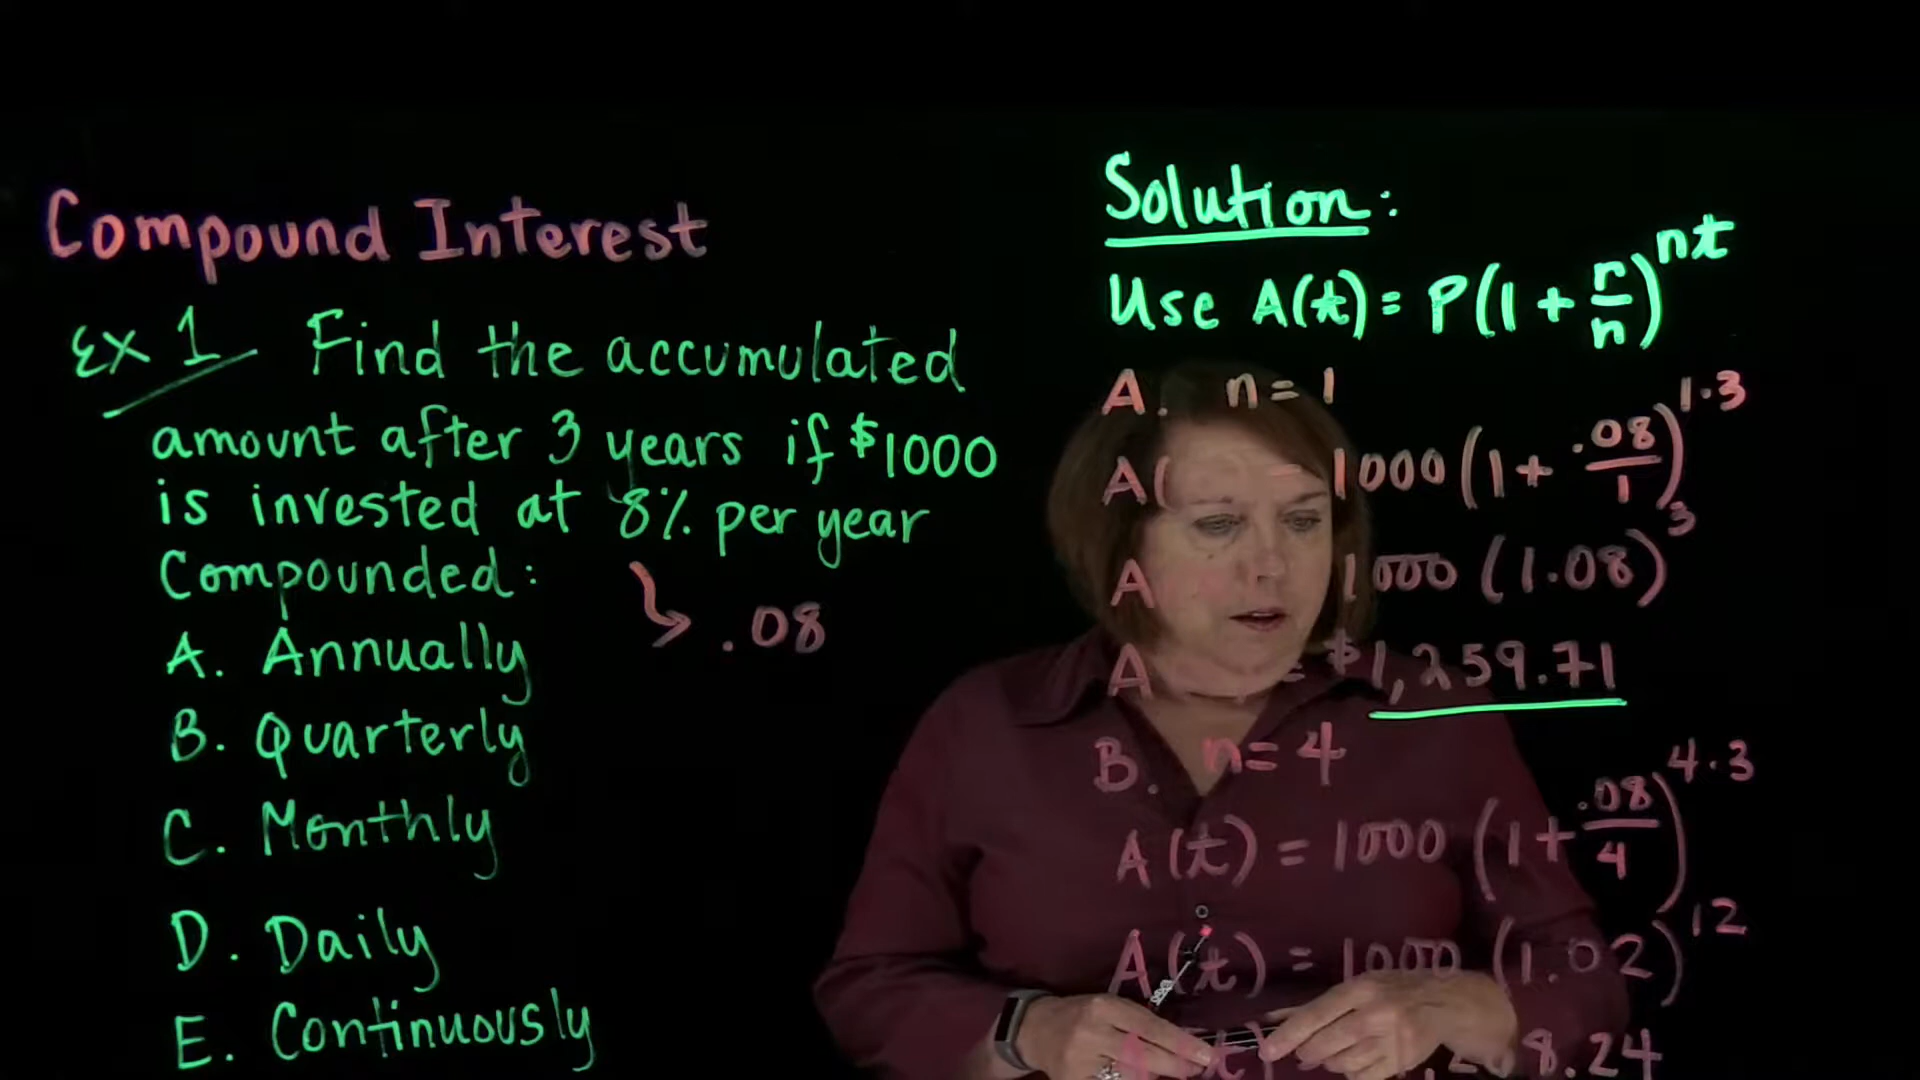 Compound Interest
Ex 1 Find the accumulated
amount after 3 years if $1000
is invested at 8% per year
Compounded:
.08
A. Annually
B. Quarterly
C. Monthly
D. Daily
E. Continuously
Solution:
Use A(t) = P(1 + r/n)^nt
A. n = 1
A( = 1000 (1 + .08/1)^1·3
A 1000 (1.08)^3
A = $1,259.71
B. n = 4
A(t) = 1000 (1 + .08/4)^4·3
A(t) = 1000 (1.02)^12
8.24